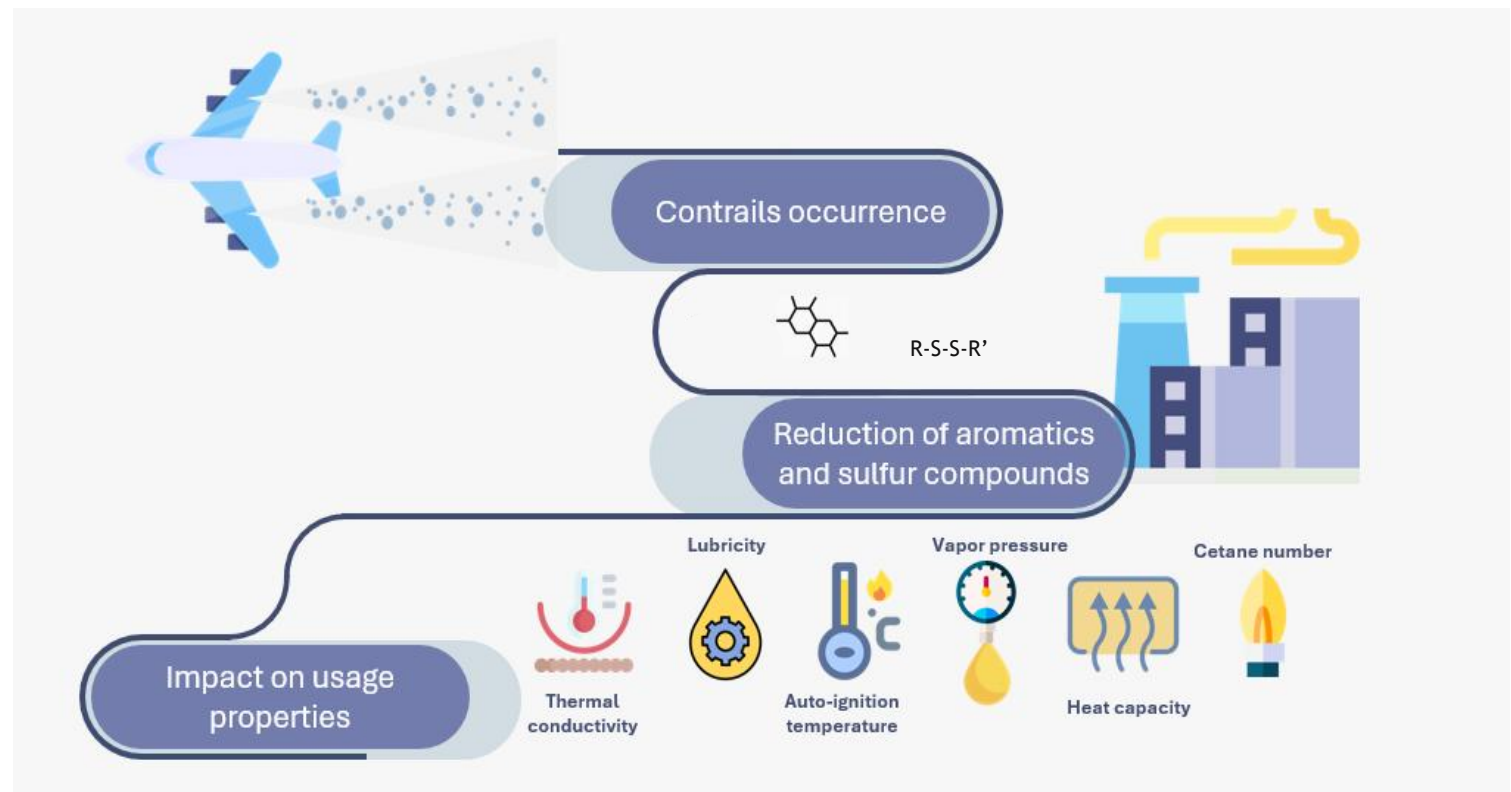 Contrails occurrence
R-S-S-R’
Reduction of aromatics
and sulfur compounds
Lubricity
Vapor pressure
Cetane number
Impact on usage
properties
Thermal
conductivity
Auto-ignition
temperature
Heat capacity